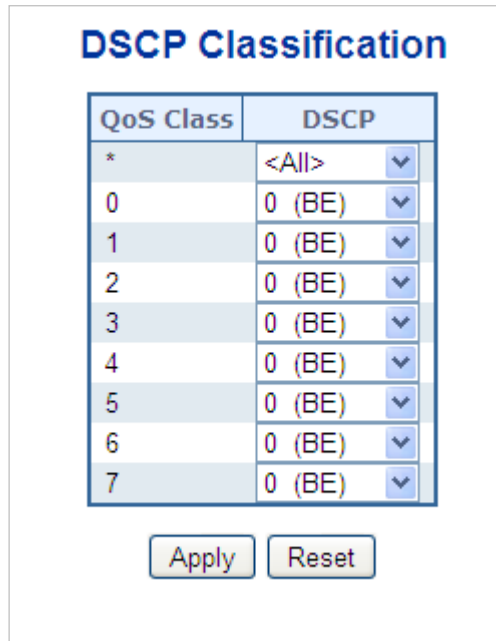 DSCP Classification
QoS Class DSCP
* <All>
0 0 (BE)
1 0 (BE)
2 0 (BE)
3 0 (BE)
4 0 (BE)
5 0 (BE)
6 0 (BE)
7 0 (BE)
Apply Reset